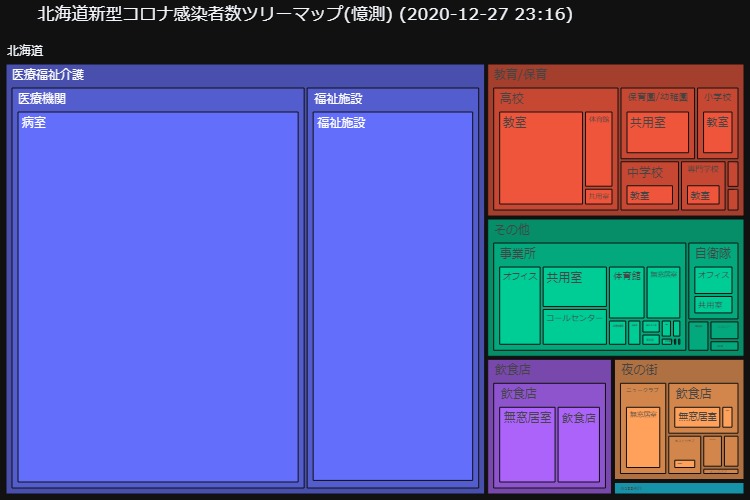 北海道新型コロナ感染者数ツリーマップ(憶測) (2020-12-27 23:16)
北海道
医療福祉介護
医療機関
病室
福祉施設
福祉施設
教育/保育
高校
教室
体育館
共用室
保育園/幼稚園
共用室
小学校
教室
中学校
教室
専門学校
教室
その他
事業所
オフィス
共用室
コールセンター
体育館
無窓居室
自衛隊
オフィス
共用室
飲食店
飲食店
無窓居室
飲食店
夜の街
ニュークラブ
無窓居室
飲食店
無窓居室